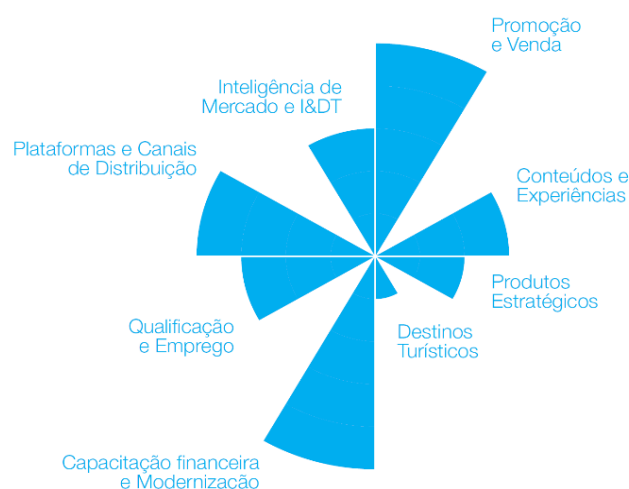 Promoção
e Venda
Inteligência de
Mercado e I&DT
Plataformas e Canais
de Distribuição
Conteúdos e
Experiências
Produtos
Estratégicos
Qualificação
e Emprego
Destinos
Turísticos
Capacitação financeira
e Modernizacão